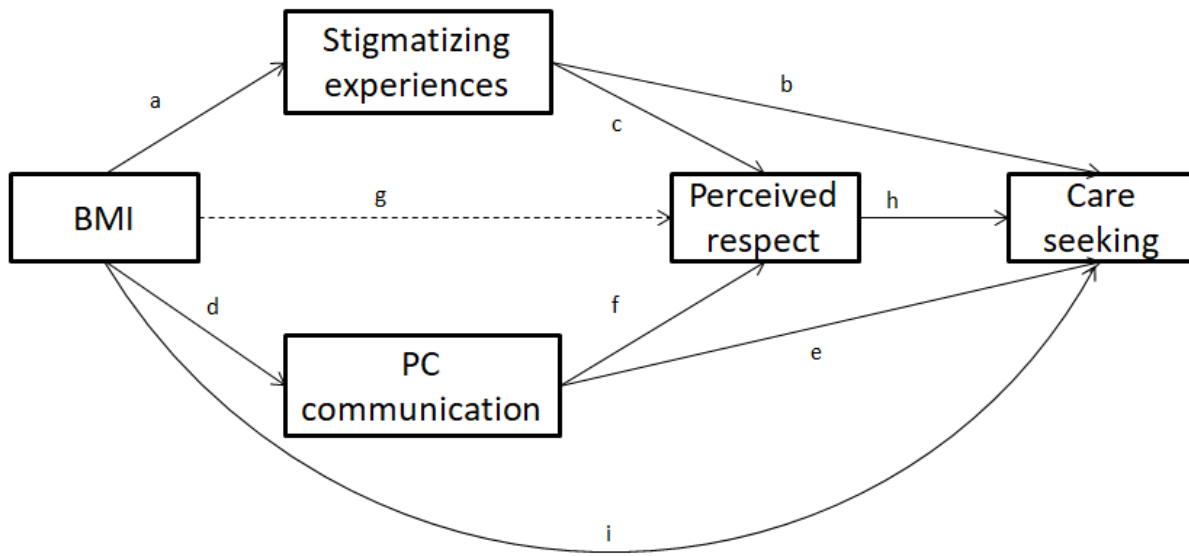 Stigmatizing
experiences
a
b
c
BMI
g
Perceived
respect
h
Care
seeking
d
f
e
PC
communication
i